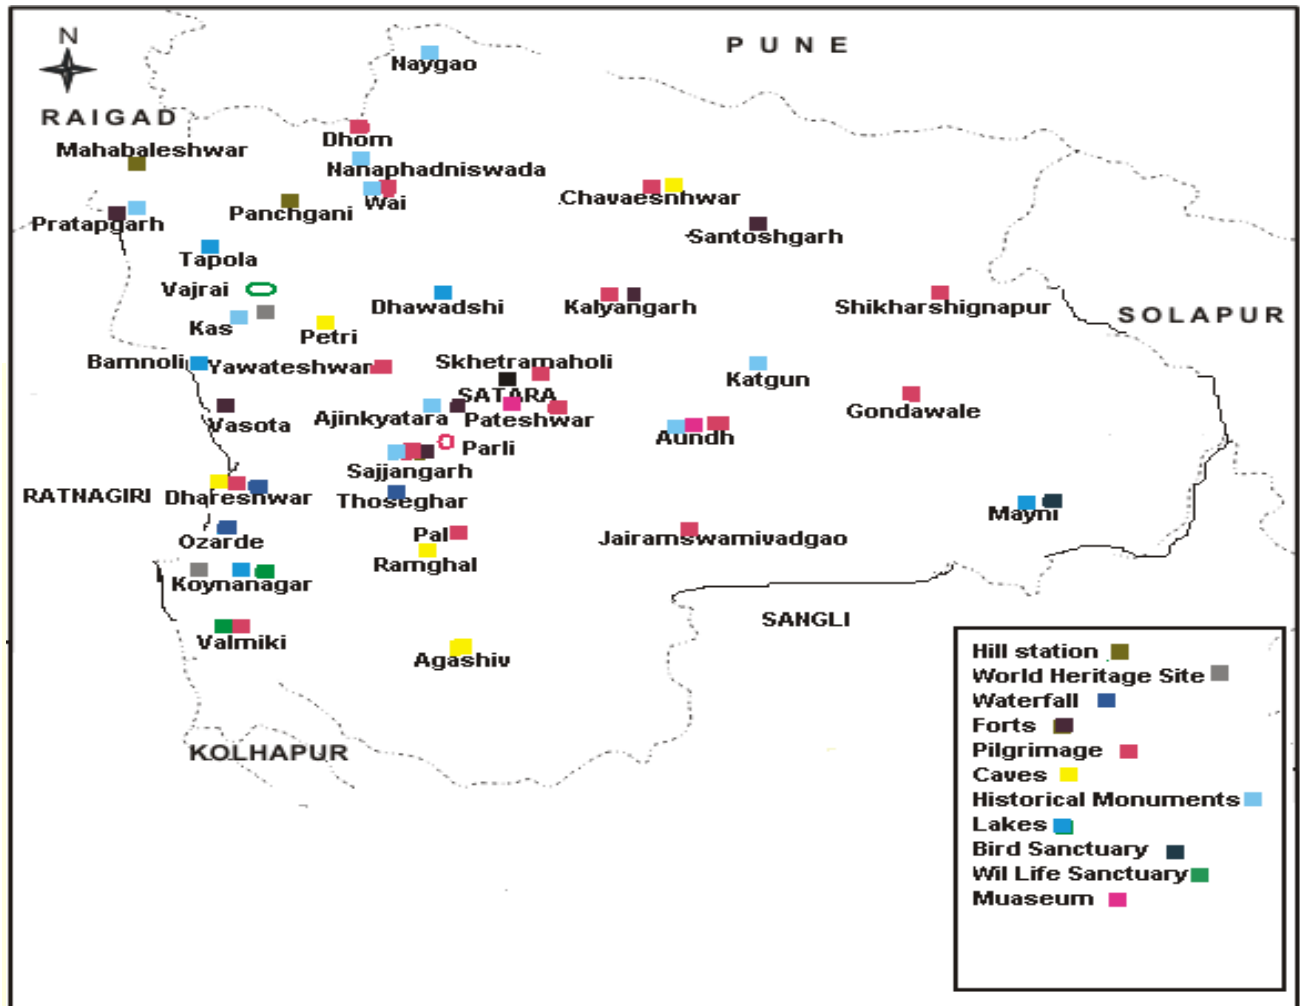 N
PUNE
Naygao
RAIGAD
Dhom
Mahabaleshwar
Nanaphadniswada
Wai
Chavaesnhwar
Panchgani
Pratapgarh
Santoshgarh
Tapola
Vajrai
Dhawadshi
Kalyangarh
Shikharshignapur
SOLAPUR
Kas
Petri
Bamnoli
Yawateshwar
Skhetramaholi
Katgun
SATARA
Gondawale
Vasota
Ajinkyatara
Pateshwar
Aundh
Parli
Sajjangarh
RATNAGIRI
Dhareshwar
Thoseghar
Mayni
Ozarde
Pal
Jairamswamivadgao
Ramghal
Koynanagar
SANGLI
Valmiki
Agashiv
KOLHAPUR
Hill station
World Heritage Site
Waterfall
Forts
Pilgrimage
Caves
Historical Monuments
Lakes
Bird Sanctuary
Wil Life Sanctuary
Muaseum